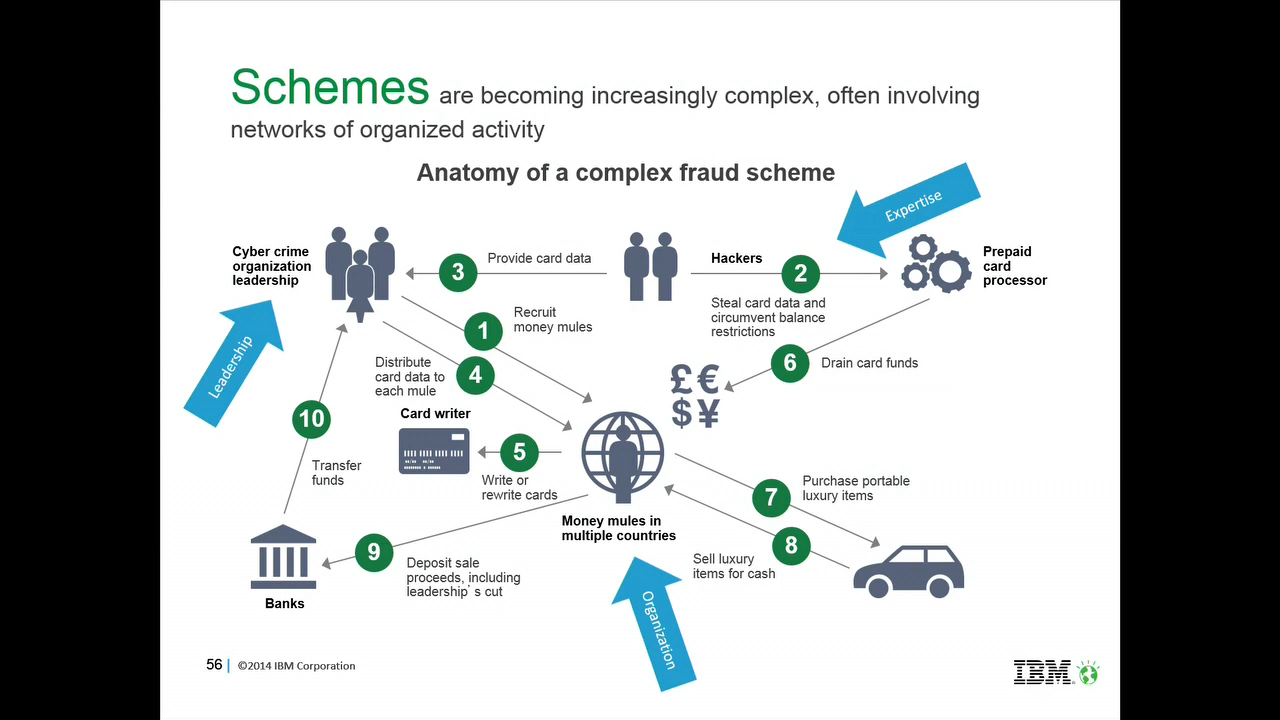 Schemes are becoming increasingly complex, often involving
networks of organized activity
Anatomy of a complex fraud scheme
Expertise
Cyber crime
organization
leadership
3
Provide card data
Hackers
2
Steal card data and
circumvent balance
restrictions
Prepaid
card
processor
1
Recruit
money mules
Leadership
Distribute
card data to
each mule
4
6
Drain card funds
£ €
$ ¥
10
Transfer
funds
Card writer
5
Write or
rewrite cards
Money mules in
multiple countries
7
Purchase portable
luxury items
8
Sell luxury
items for cash
9
Deposit sale
proceeds, including
leadership's cut
Banks
Organization
56 | ©2014 IBM Corporation
IBM